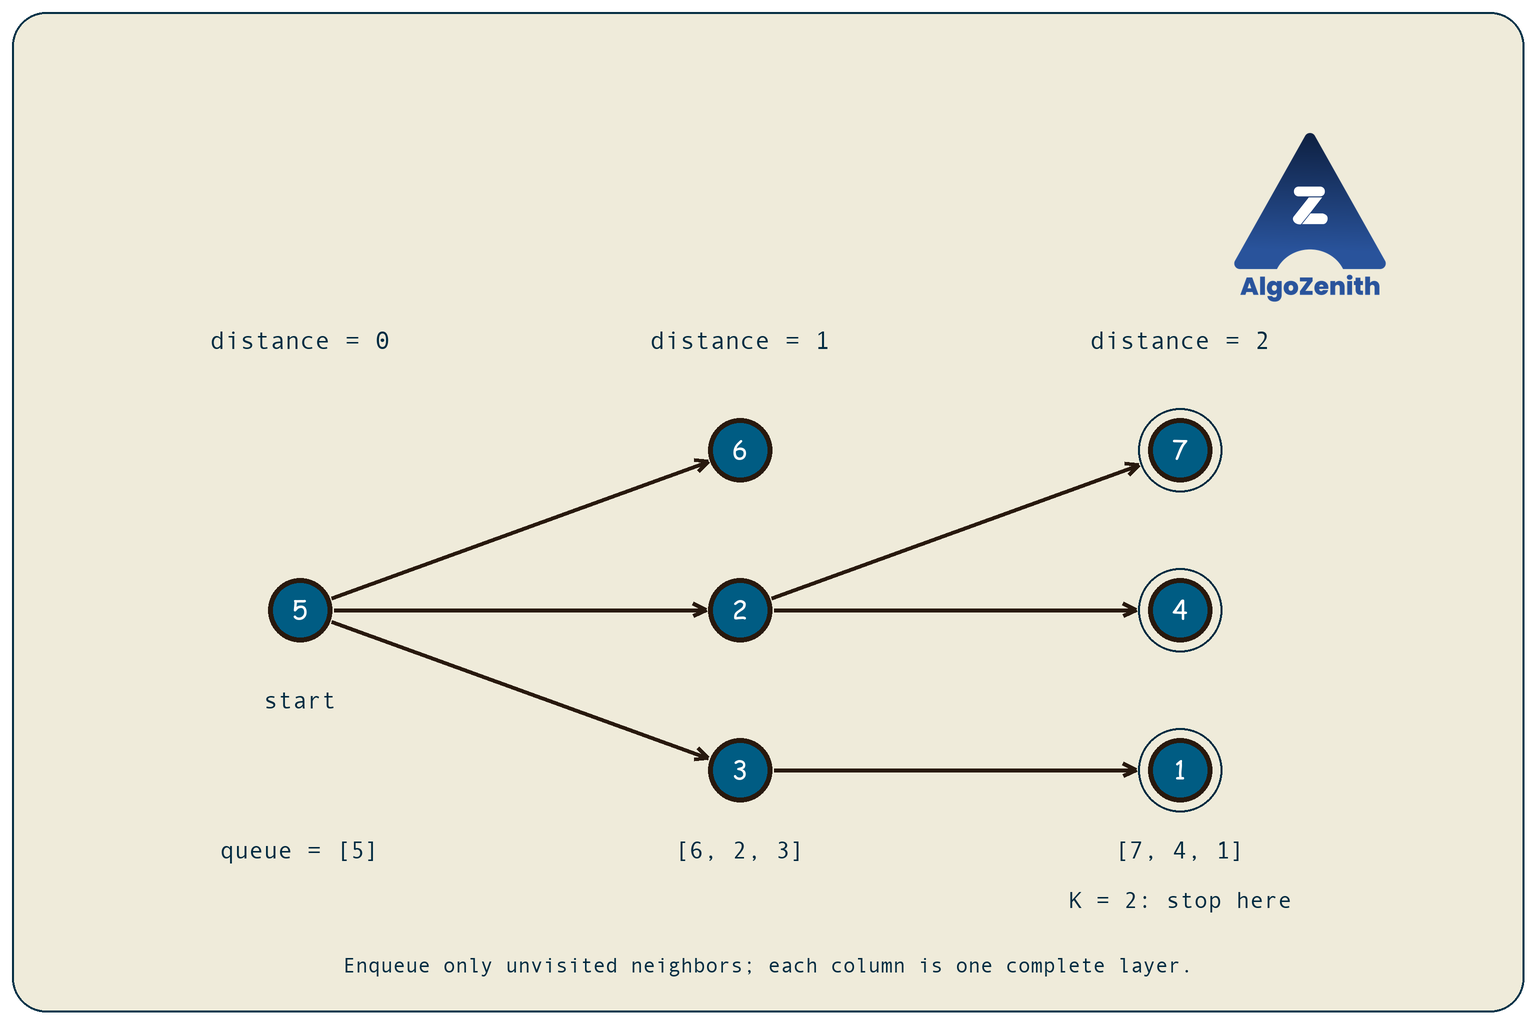 Z
AlgoZenith
distance = 0
distance = 1
distance = 2
6
7
5
2
4
start
3
1
queue = [5]
[6, 2, 3]
[7, 4, 1]
K = 2: stop here
Enqueue only unvisited neighbors; each column is one complete layer.